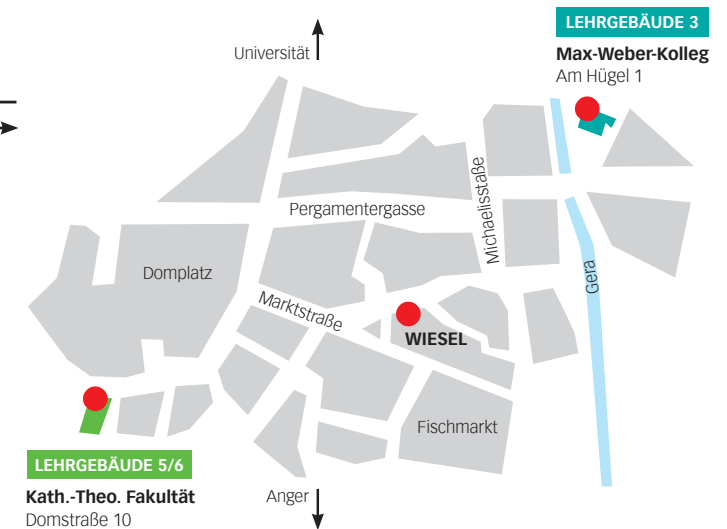 LEHRGEBÄUDE 3
Max-Weber-Kolleg
Am Hügel 1
Universität
Pergamentergasse
Michaelisstaße
Domplatz
Gera
Marktstraße
WIESEL
Fischmarkt
LEHRGEBÄUDE 5/6
Kath.-Theo. Fakultät
Domstraße 10
Anger